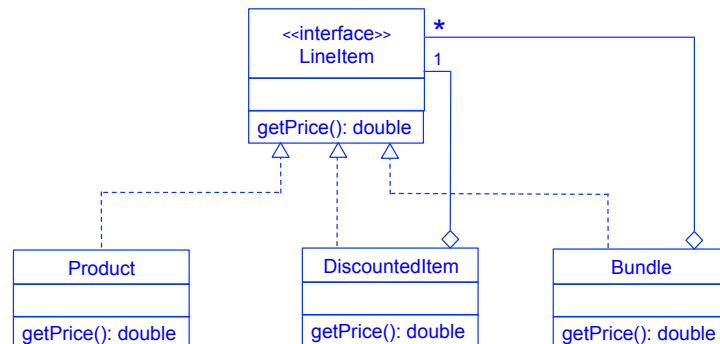 <<interface>>
LineItem
*
1
getPrice(): double
Product
DiscountedItem
Bundle
getPrice(): double
getPrice(): double
getPrice(): double